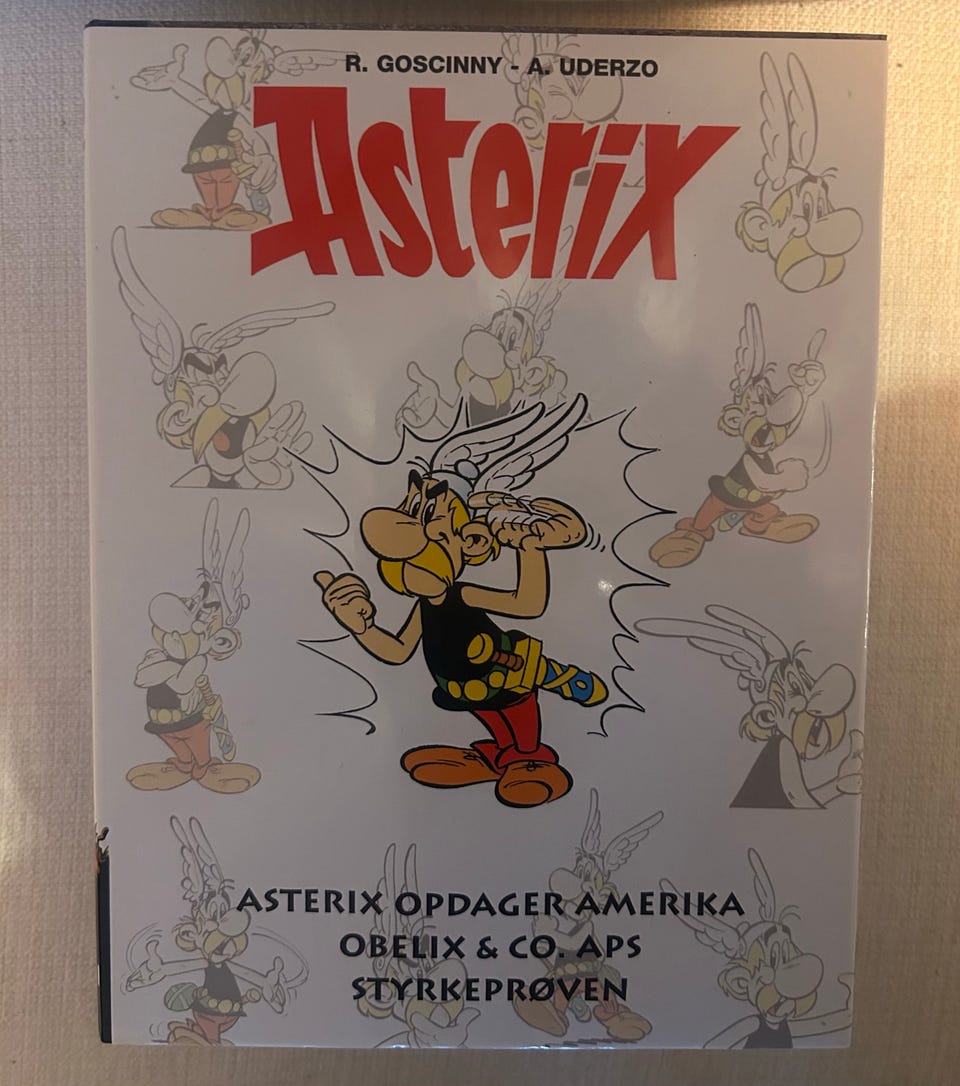 R. GOSCINNY - A. UDERZO
Asterix
ASTERIX OPDAGER AMERIKA
OBELIX & CO. APS
STYRKEPRØVEN